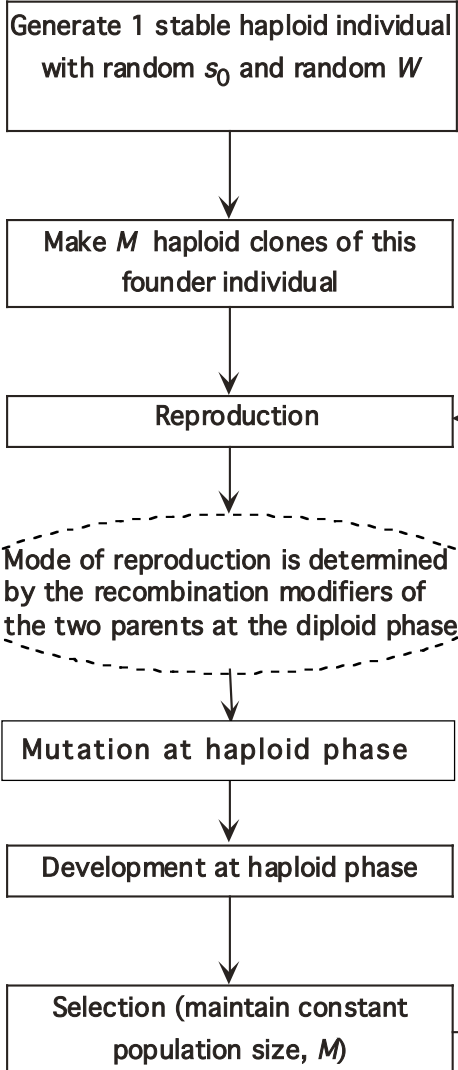 Generate 1 stable haploid individual
with random s₀ and random W
Make M haploid clones of this
founder individual
Reproduction
Mode of reproduction is determined
by the recombination modifiers of
the two parents at the diploid phase
Mutation at haploid phase
Development at haploid phase
Selection (maintain constant
population size, M)